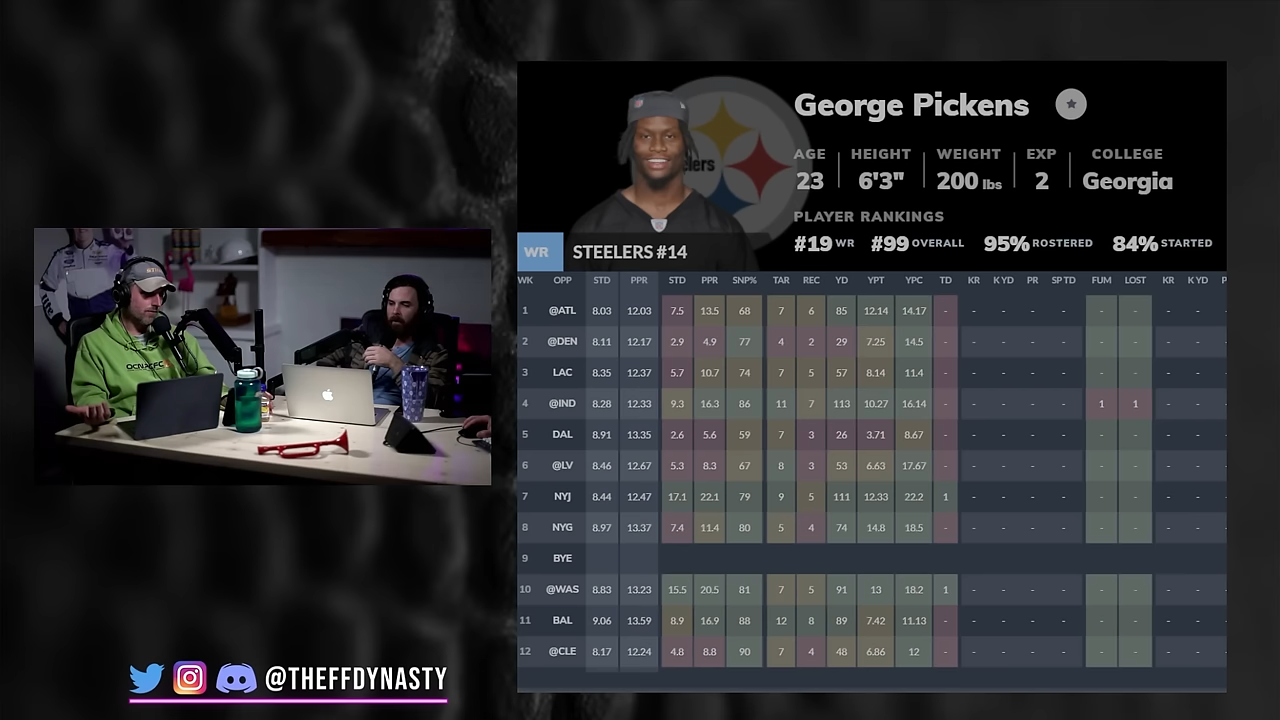 George Pickens
AGE HEIGHT WEIGHT EXP COLLEGE
23 6'3" 200 lbs 2 Georgia
PLAYER RANKINGS
#19 WR #99 OVERALL 95% ROSTERED 84% STARTED
WR STEELERS #14
WK OPP STD PPR STD PPR SNP% TAR REC YD YPT YPC TD KR K YD PR SP TD FUM LOST KR K YD P
1 @ATL 8.03 12.03 7.5 13.5 68 7 6 85 12.14 14.17 - - - - - - - - -
2 @DEN 8.11 12.17 2.9 4.9 77 4 2 29 7.25 14.5 - - - - - - - - -
3 LAC 8.35 12.37 5.7 10.7 74 7 5 57 8.14 11.4 - - - - - - - - -
4 @IND 8.28 12.33 9.3 16.3 86 11 7 113 10.27 16.14 - - - - - 1 1 - -
5 DAL 8.91 13.35 2.6 5.6 59 7 3 26 3.71 8.67 - - - - - - - - -
6 @LV 8.46 12.67 5.3 8.3 67 8 3 53 6.63 17.67 - - - - - - - - -
7 NYJ 8.44 12.47 17.1 22.1 79 9 5 111 12.33 22.2 1 - - - - - - - -
8 NYG 8.97 13.37 7.4 11.4 80 5 4 74 14.8 18.5 - - - - - - - - -
9 BYE
10 @WAS 8.83 13.23 15.5 20.5 81 7 5 91 13 18.2 1 - - - - - - - -
11 BAL 9.06 13.59 8.9 16.9 88 12 8 89 7.42 11.13 - - - - - - - - -
12 @CLE 8.17 12.24 4.8 8.8 90 7 4 48 6.86 12 - - - - - - - - -
@THEFFDYNASTY